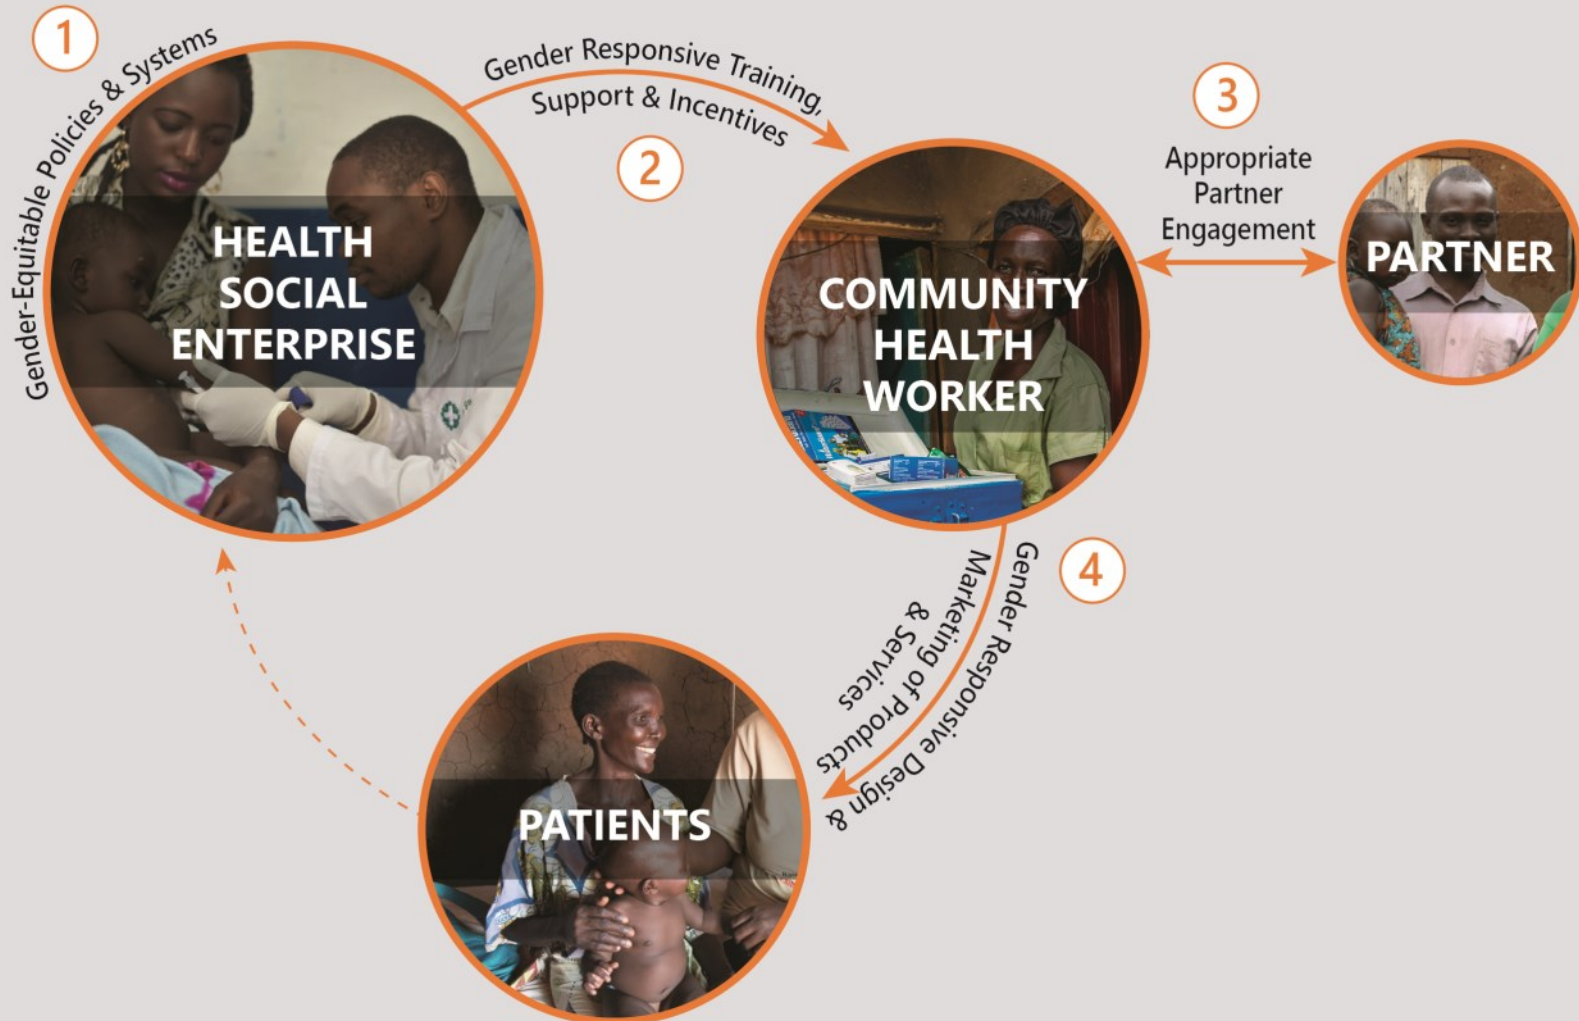 1
Gender-Equitable Policies & Systems
HEALTH
SOCIAL
ENTERPRISE
Gender Responsive Training,
Support & Incentives
2
COMMUNITY
HEALTH
WORKER
3
Appropriate
Partner
Engagement
PARTNER
4
Gender Responsive Design &
Marketing of Products
& Services
PATIENTS